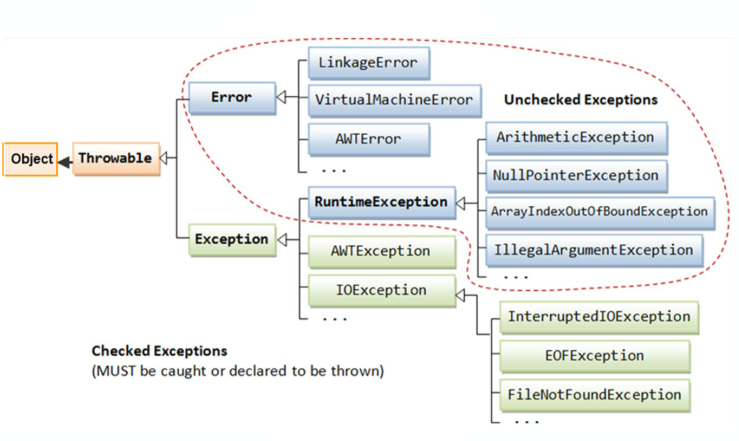 LinkageError
Error
VirtualMachineError
Unchecked Exceptions
AWTError
ArithmeticException
Object
Throwable
...
NullPointerException
RuntimeException
ArrayIndexOutOfBoundException
Exception
AWTException
IllegalArgumentException
...
IOException
...
InterruptedIOException
Checked Exceptions
(MUST be caught or declared to be thrown)
EOFException
FileNotFoundException
...